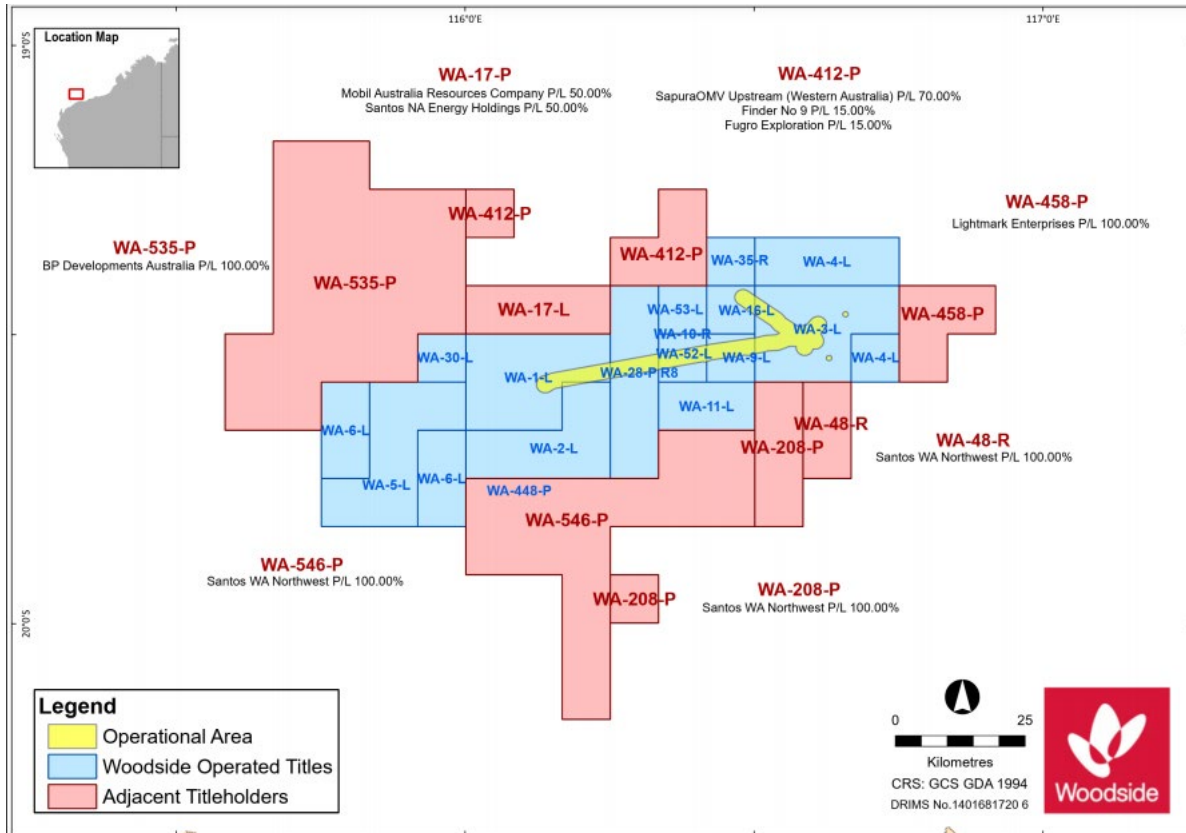 116°0'E
117°0'E
19°0'S
Location Map
WA-17-P
Mobil Australia Resources Company P/L 50.00%
Santos NA Energy Holdings P/L 50.00%
WA-412-P
SapuraOMV Upstream (Western Australia) P/L 70.00%
Finder No 9 P/L 15.00%
Fugro Exploration P/L 15.00%
WA-458-P
Lightmark Enterprises P/L 100.00%
WA-535-P
BP Developments Australia P/L 100.00%
WA-412-P
WA-412-P
WA-35-R
WA-4-L
WA-535-P
WA-17-L
WA-53-L
WA-16-L
WA-458-P
WA-10-R
WA-3-L
WA-30-L
WA-52-L
WA-9-L
WA-4-L
WA-1-L
WA-28-P R8
WA-11-L
WA-6-L
WA-2-L
WA-208-P
WA-48-R
WA-48-R
Santos WA Northwest P/L 100.00%
WA-5-L
WA-6-L
WA-448-P
WA-546-P
WA-546-P
Santos WA Northwest P/L 100.00%
WA-208-P
WA-208-P
Santos WA Northwest P/L 100.00%
20°0'S
Legend
Operational Area
Woodside Operated Titles
Adjacent Titleholders
0 25
Kilometres
CRS: GCS GDA 1994
DRIMS No.1401681720 6
Woodside